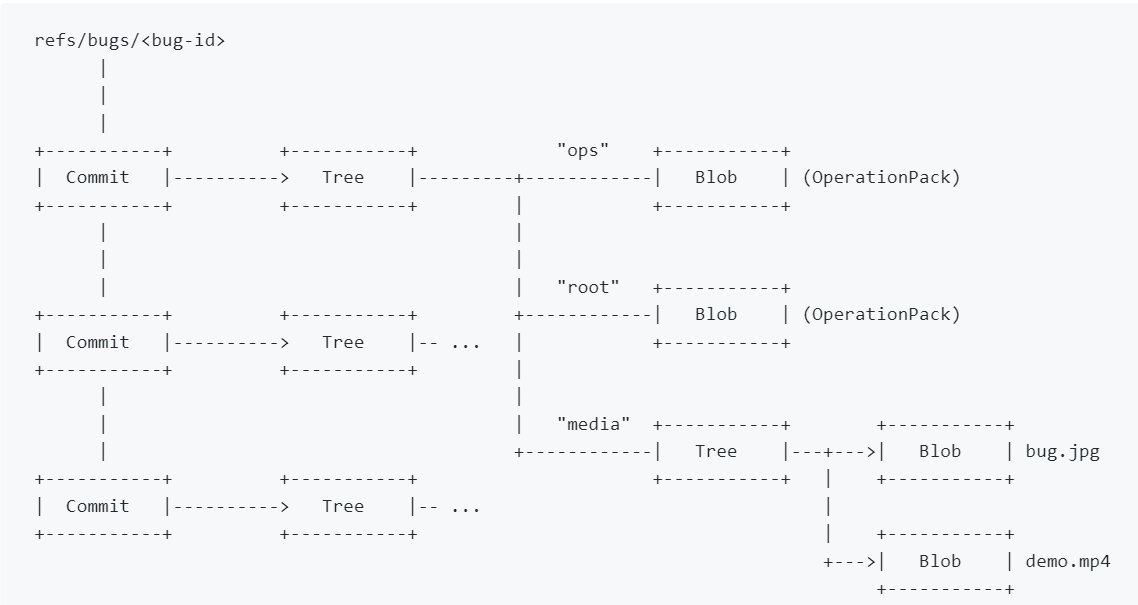 refs/bugs/<bug-id>
"ops"
Commit Tree Blob (OperationPack)
"root"
Blob (OperationPack)
Commit Tree ...
"media"
Tree Blob bug.jpg
Commit Tree ...
Blob demo.mp4